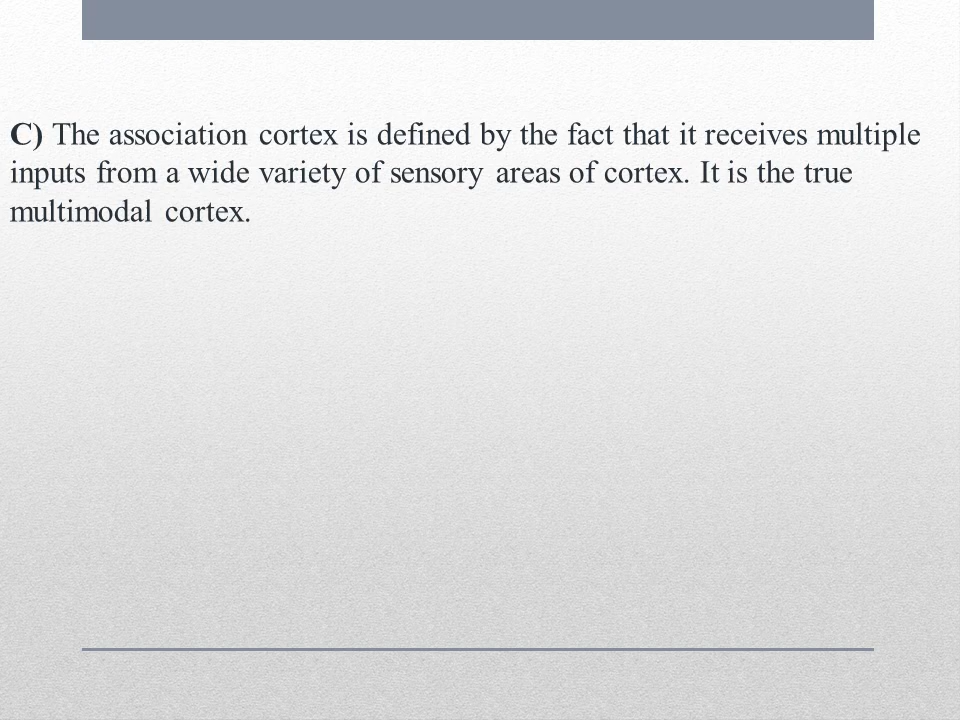 C) The association cortex is defined by the fact that it receives multiple
inputs from a wide variety of sensory areas of cortex. It is the true
multimodal cortex.